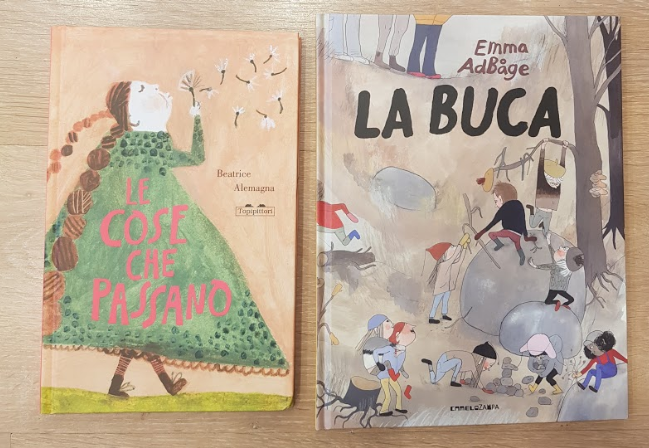 Beatrice
Alemagna
Topipittori
LE
COSE
CHE
PASSANO
Emma
AdBåge
LA BUCA
CAMELOZAMPA